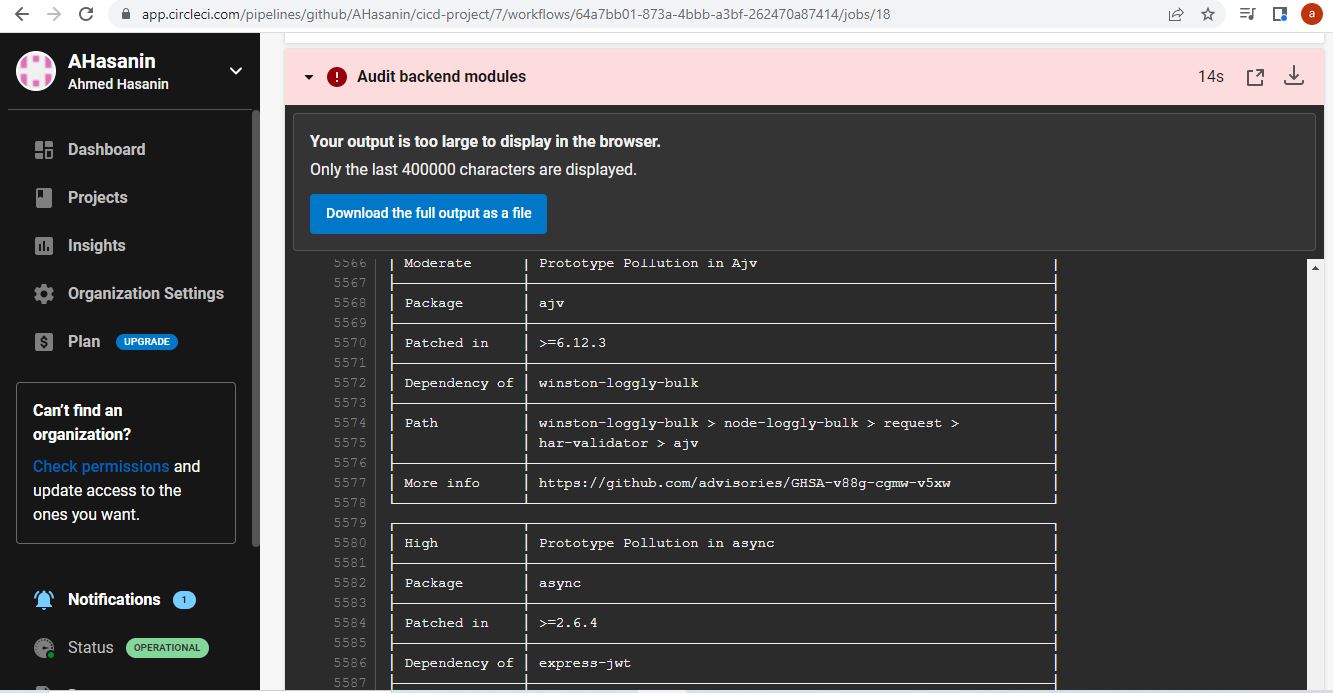 app.circleci.com/pipelines/github/AHasanin/cicd-project/7/workflows/64a7bb01-873a-4bbb-a3bf-262470a87414/jobs/18
a
AHasanin
Ahmed Hasanin
Dashboard
Projects
Insights
Organization Settings
Plan UPGRADE
Can't find an
organization?
Check permissions and
update access to the
ones you want.
Notifications 1
Status OPERATIONAL
Audit backend modules 14s
Your output is too large to display in the browser.
Only the last 400000 characters are displayed.
Download the full output as a file
5566 │ Moderate │ Prototype Pollution in Ajv │
5567
5568 │ Package │ ajv │
5569
5570 │ Patched in │ >=6.12.3 │
5571
5572 │ Dependency of │ winston-loggly-bulk │
5573
5574 │ Path │ winston-loggly-bulk > node-loggly-bulk > request > │
5575 │ │ har-validator > ajv │
5576
5577 │ More info │ https://github.com/advisories/GHSA-v88g-cgmw-v5xw │
5578
5579
5580 │ High │ Prototype Pollution in async │
5581
5582 │ Package │ async │
5583
5584 │ Patched in │ >=2.6.4 │
5585
5586 │ Dependency of │ express-jwt │
5587